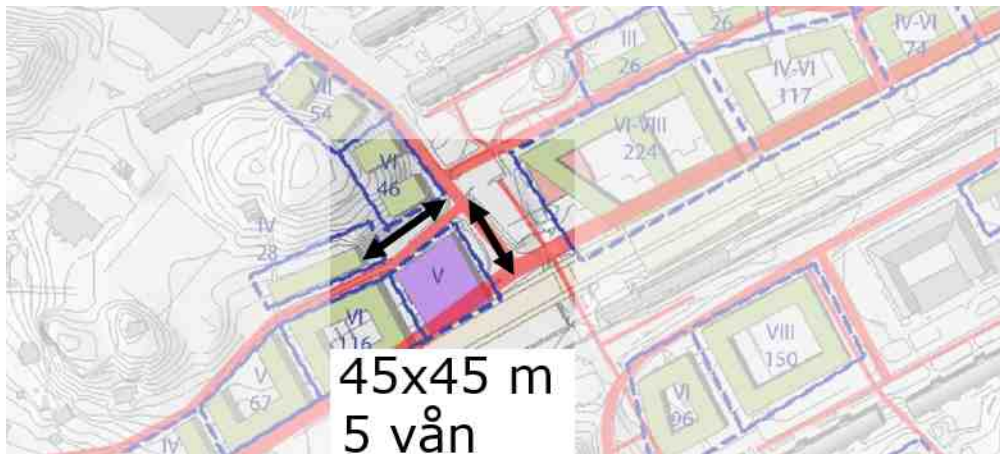 26
IV-VI
74
III
26
IV-VI
117
VII
54
VI-VIII
224
VI
46
IV
28
V
VI
116
VIII
150
V
67
VI
96
IV
45x45 m
5 vån